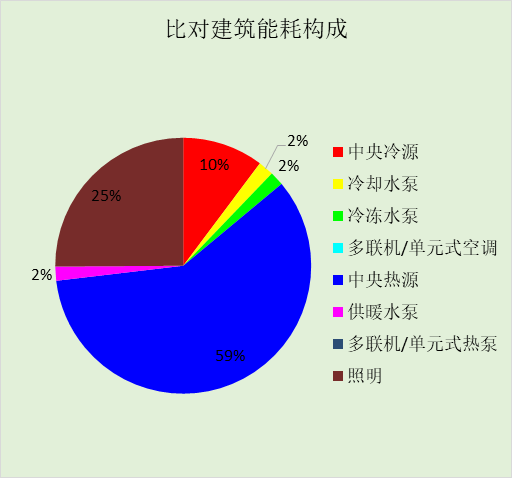 比对建筑能耗构成
10%
2%
2%
59%
2%
25%
中央冷源
冷却水泵
冷冻水泵
多联机/单元式空调
中央热源
供暖水泵
多联机/单元式热泵
照明